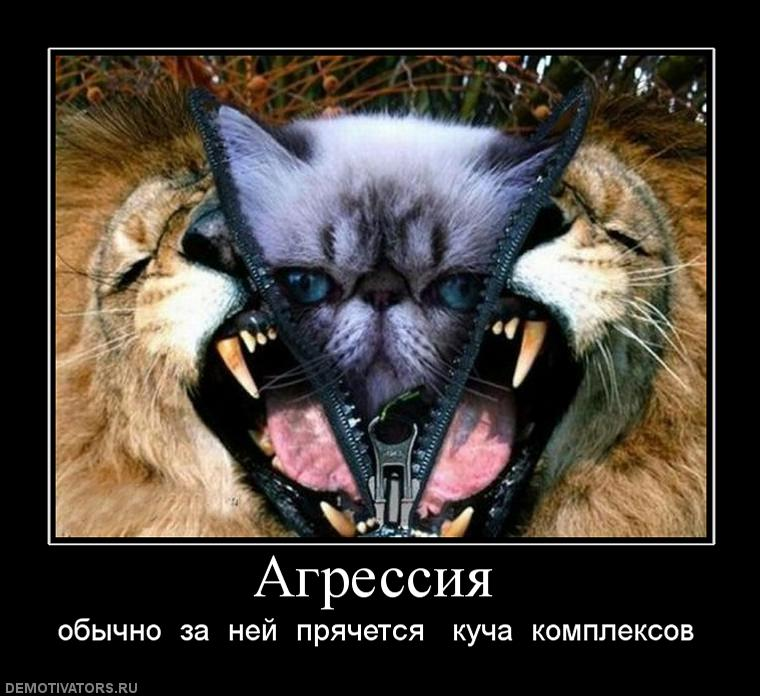 Агрессия
обычно за ней прячется куча комплексов
DEMOTIVATORS.RU